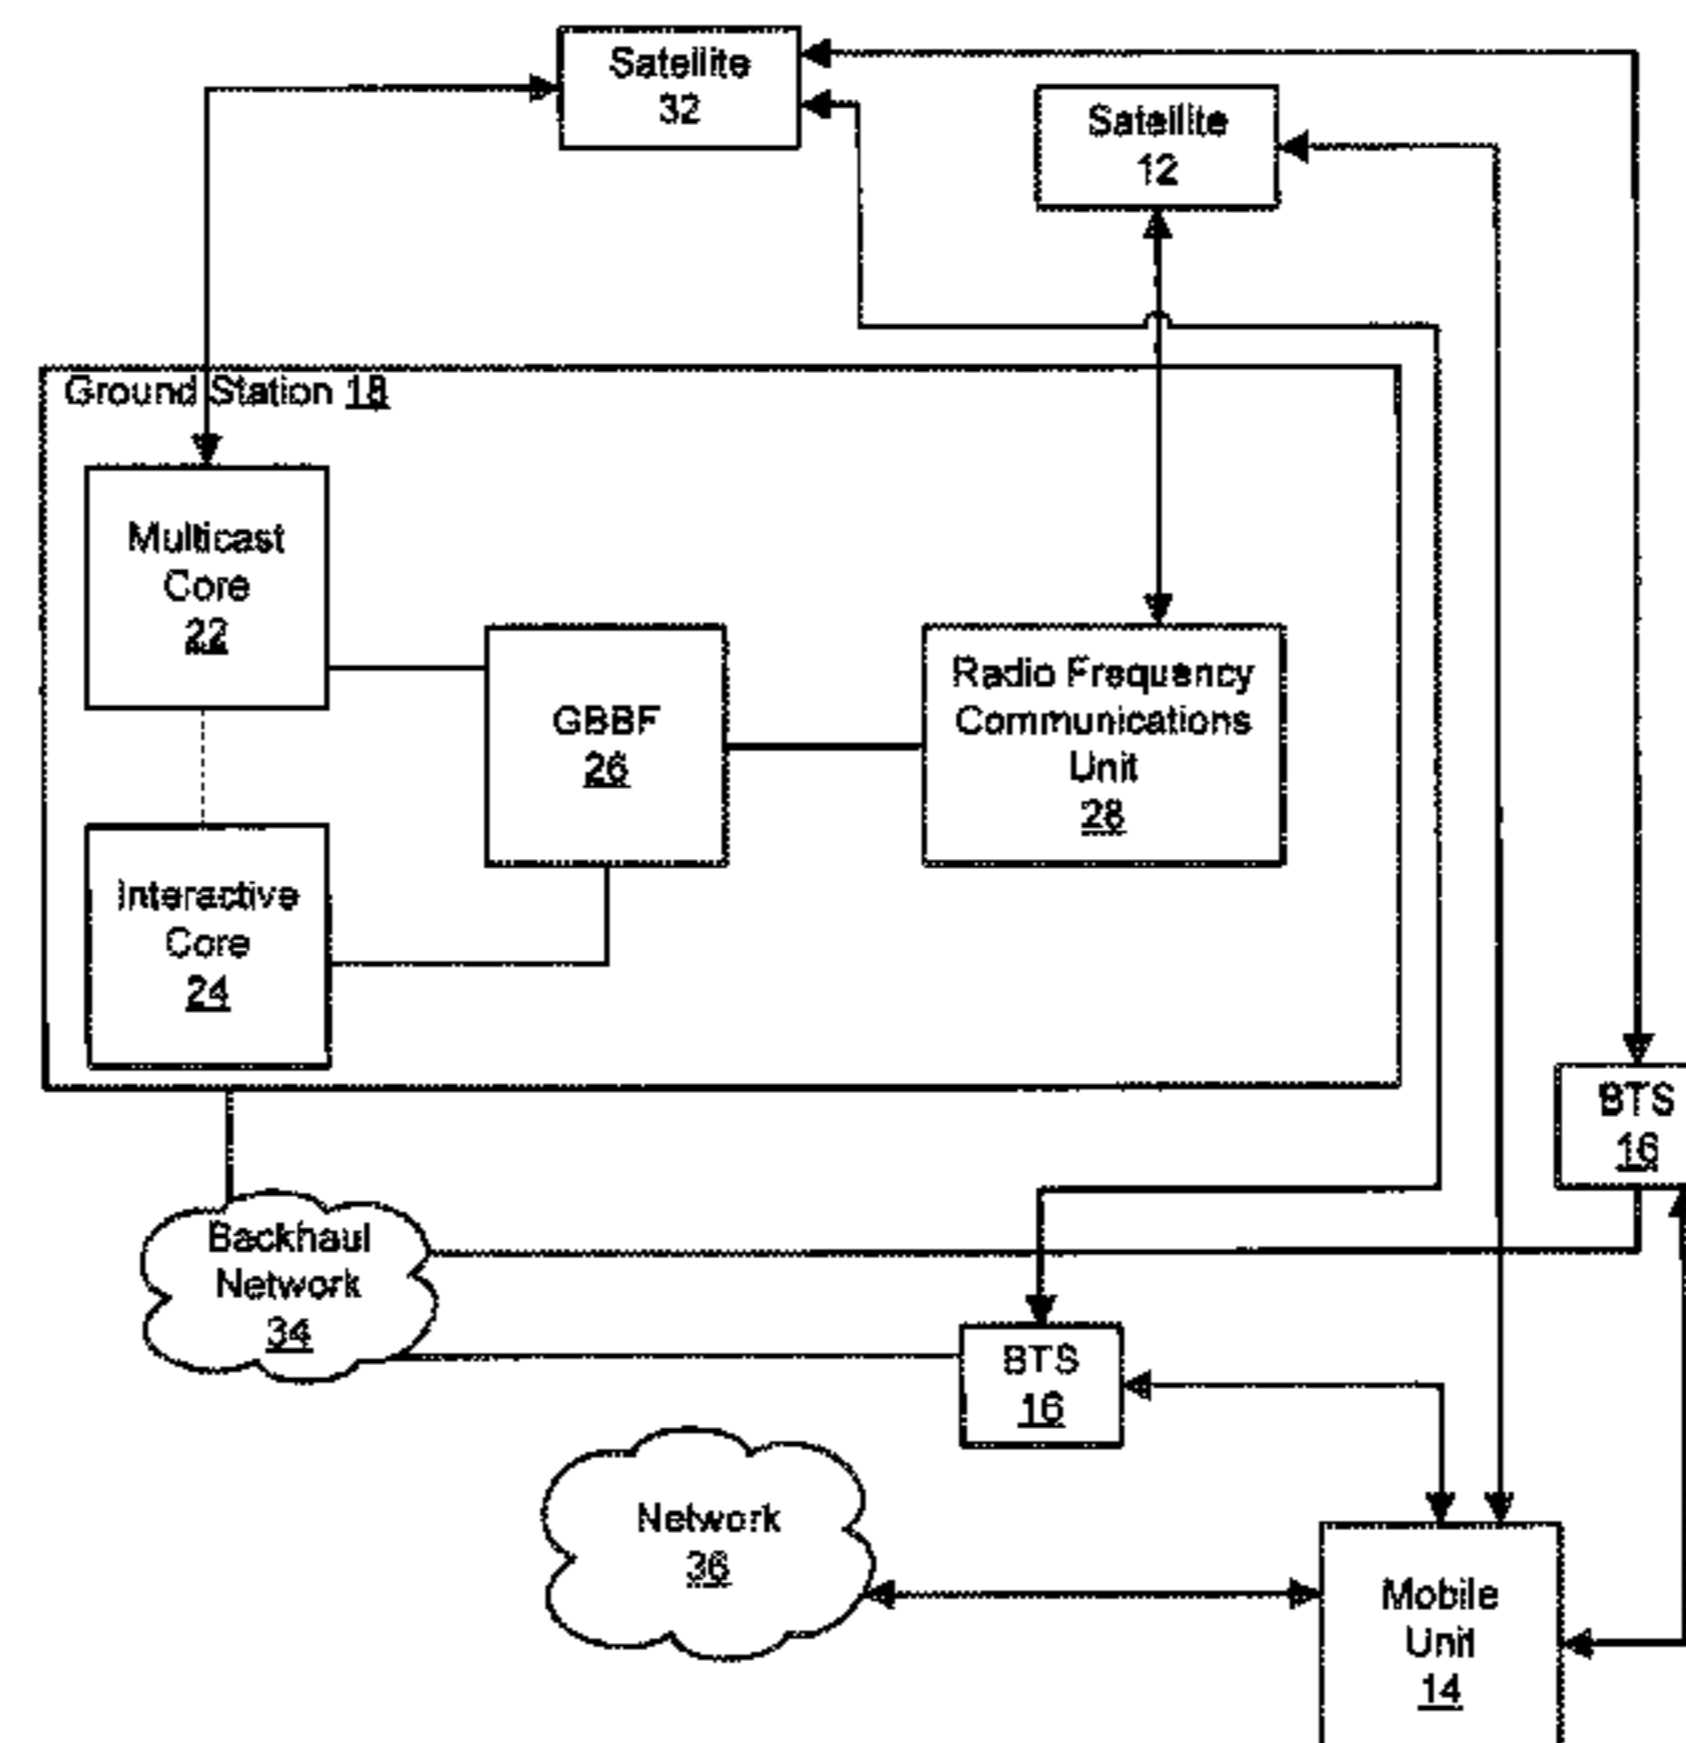 Satellite
32
Satellite
12
Ground Station 18
Multicast
Core
22
GBBF
26
Radio Frequency
Communications
Unit
28
Interactive
Core
24
BTS
16
Backhaul
Network
34
BTS
16
Network
36
Mobile
Unit
14